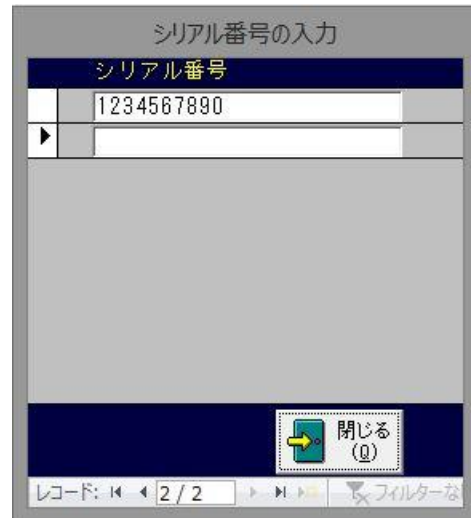 シリアル番号の入力
シリアル番号
1234567890
閉じる
(Q)
レコード: 2 / 2 フィルターな